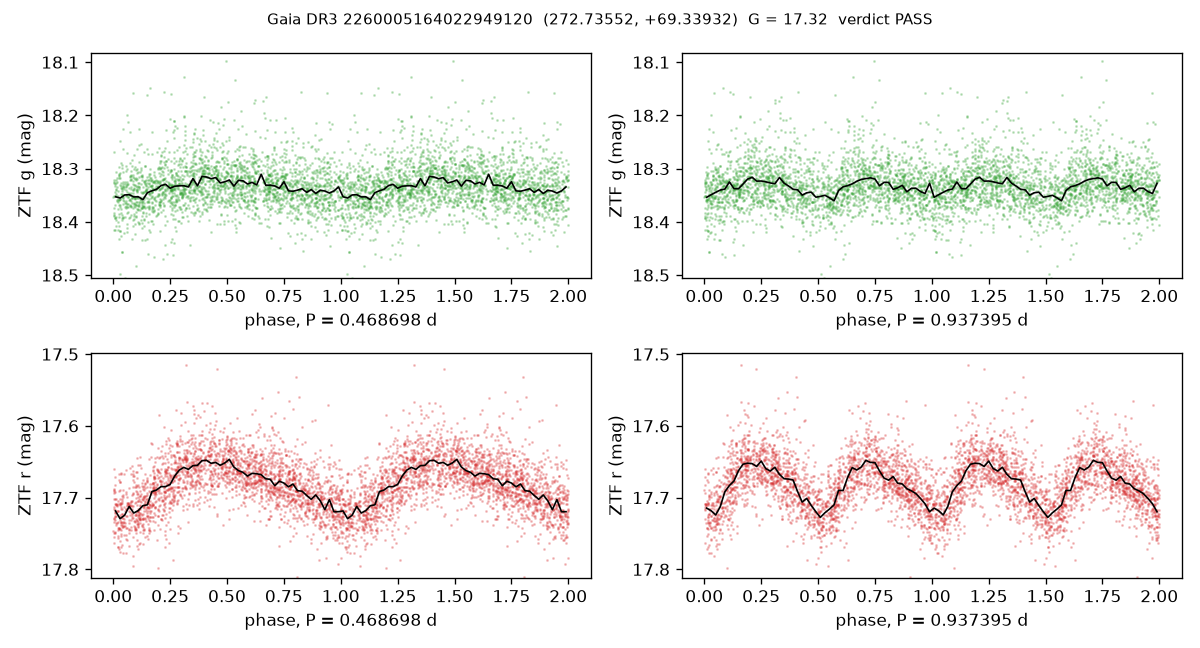 Gaia DR3 2260005164022949120 (272.73552, +69.33932) G = 17.32 verdict PASS
18.1
18.2
18.3
18.4
18.5
ZTF g (mag)
0.00 0.25 0.50 0.75 1.00 1.25 1.50 1.75 2.00
phase, P = 0.468698 d
18.1
18.2
18.3
18.4
18.5
ZTF g (mag)
0.00 0.25 0.50 0.75 1.00 1.25 1.50 1.75 2.00
phase, P = 0.937395 d
17.5
17.6
17.7
17.8
ZTF r (mag)
0.00 0.25 0.50 0.75 1.00 1.25 1.50 1.75 2.00
phase, P = 0.468698 d
17.5
17.6
17.7
17.8
ZTF r (mag)
0.00 0.25 0.50 0.75 1.00 1.25 1.50 1.75 2.00
phase, P = 0.937395 d